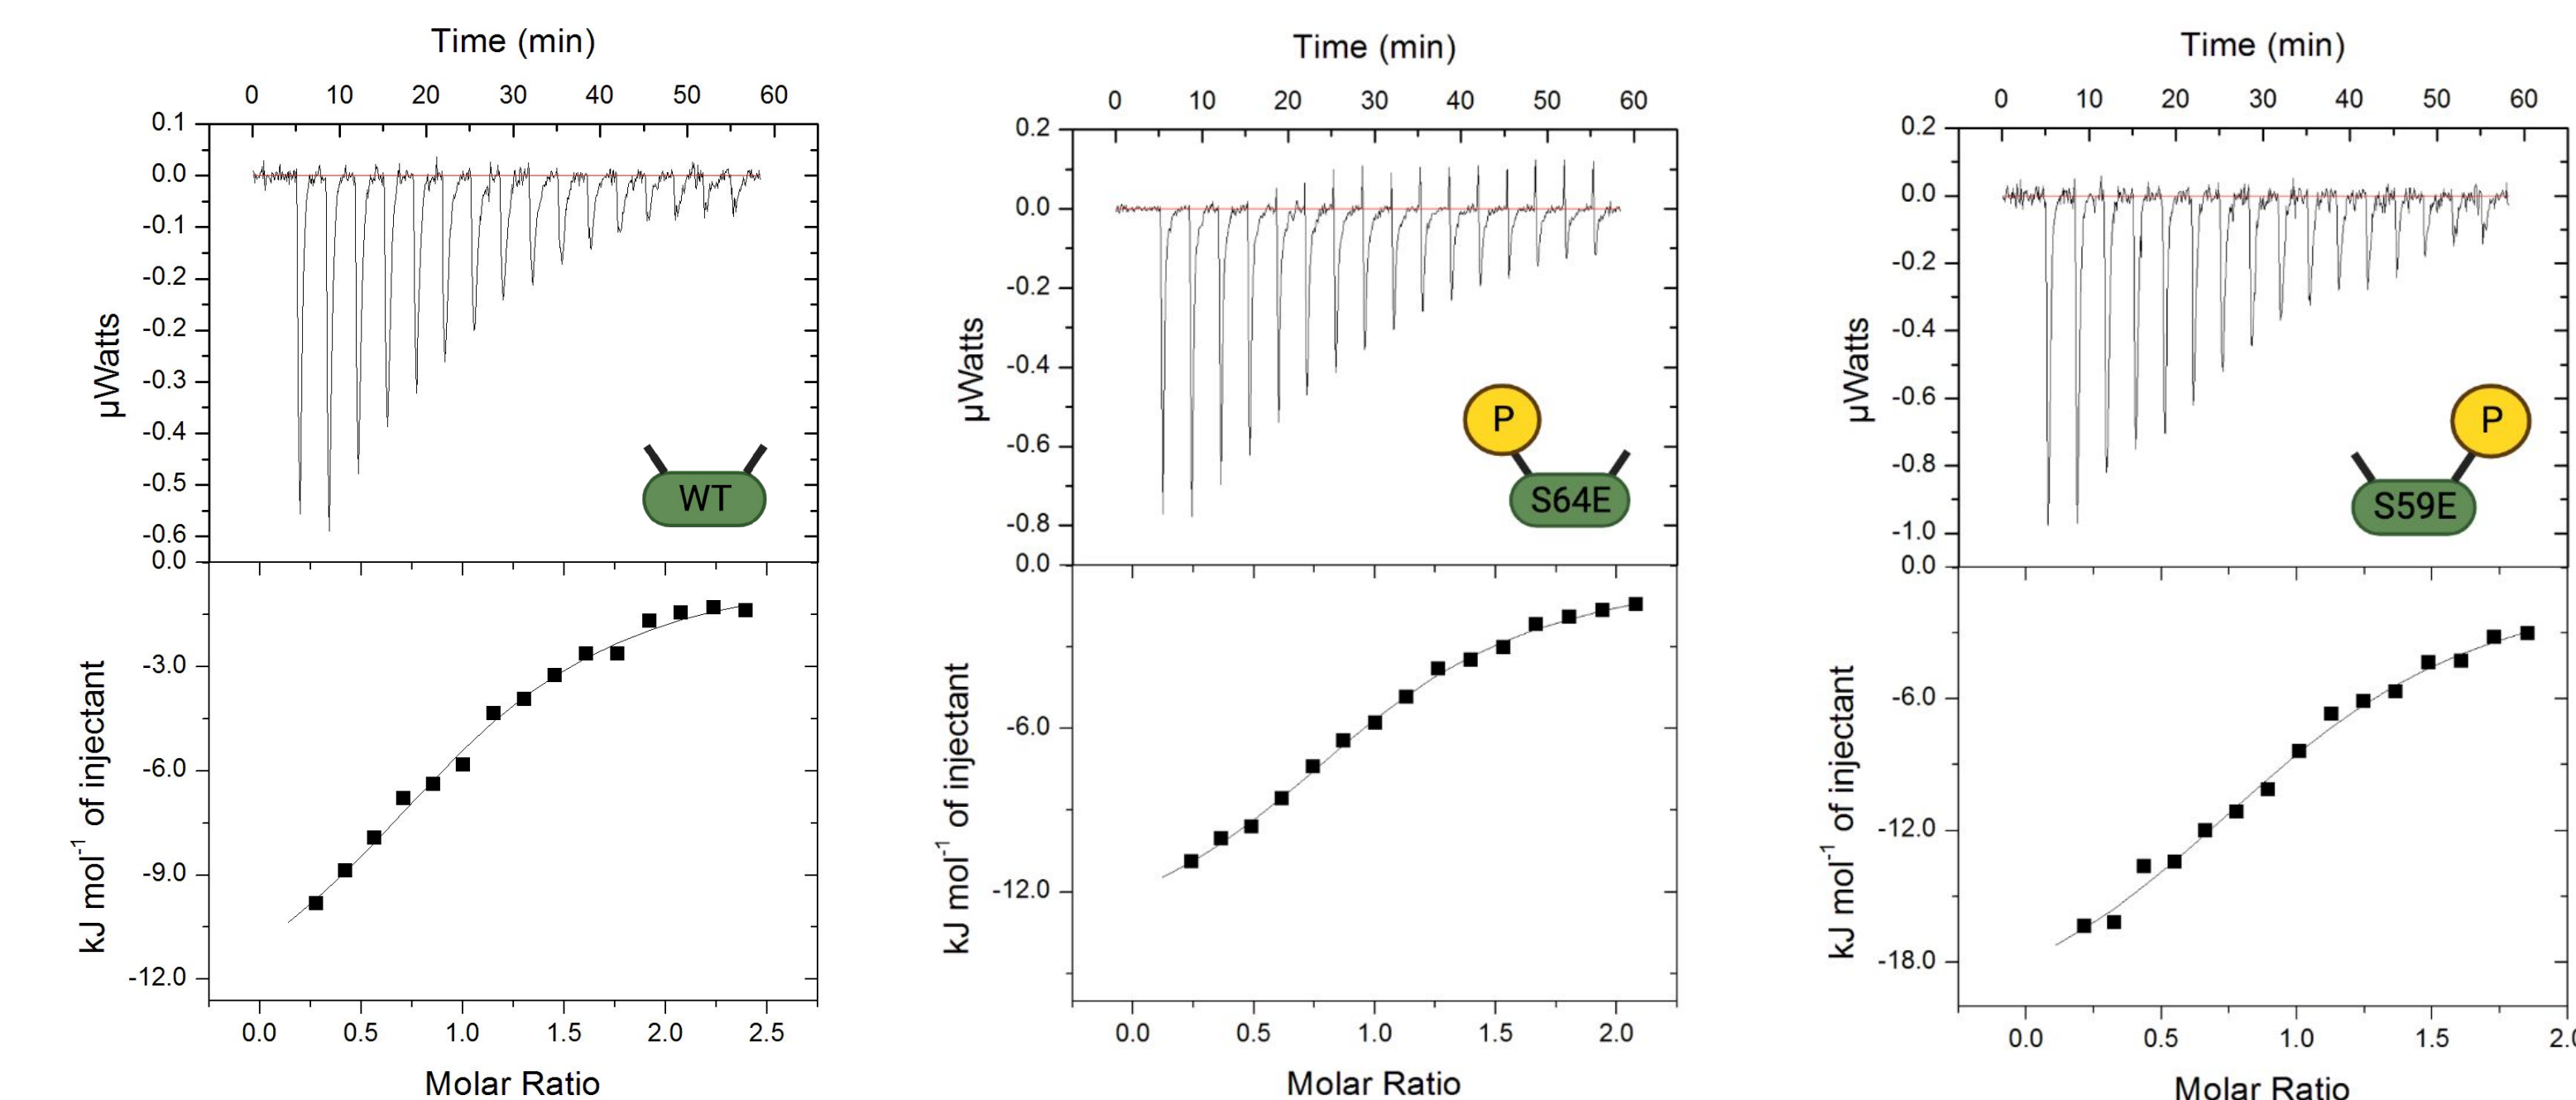 Time (min)
0 10 20 30 40 50 60
0.1
0.0
-0.1
-0.2
-0.2
-0.3
-0.4
-0.5
-0.6
µWatts
WT
0.0
-3.0
-6.0
-9.0
-12.0
kJ mol-1 of injectant
0.0 0.5 1.0 1.5 2.0 2.5
Molar Ratio
Time (min)
0 10 20 30 40 50 60
0.2
0.0
-0.2
-0.4
-0.6
-0.8
µWatts
P
S64E
0.0
-6.0
-12.0
kJ mol-1 of injectant
0.0 0.5 1.0 1.5 2.0
Molar Ratio
Time (min)
0 10 20 30 40 50 60
0.2
0.0
-0.2
-0.4
-0.6
-0.8
-1.0
µWatts
P
S59E
0.0
-6.0
-12.0
-18.0
kJ mol-1 of injectant
0.0 0.5 1.0 1.5
Molar Ratio